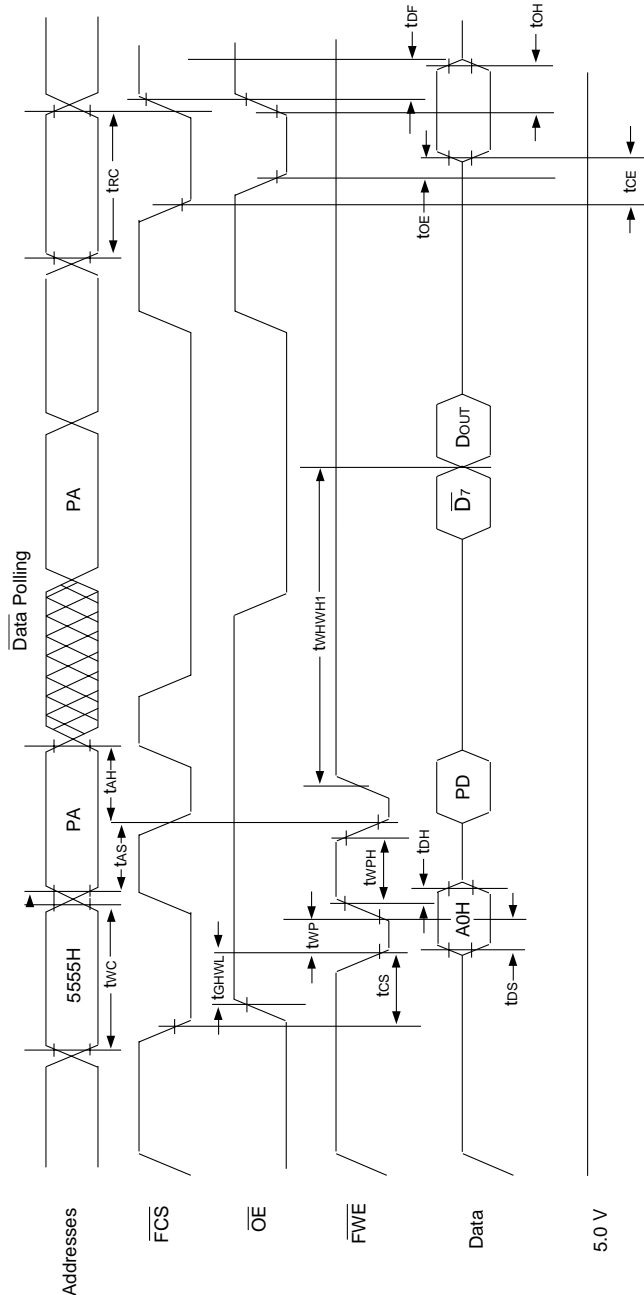 Data Polling
Addresses
5555H
PA
PA
tWC
tAS
tAH
tRC
FCS
OE
tGHWL
FWE
tCS
tWP
tWPH
tWHWH1
tDF
Data
A0H
PD
D7
DOUT
tDS
tDH
tOE
tOH
tCE
5.0 V